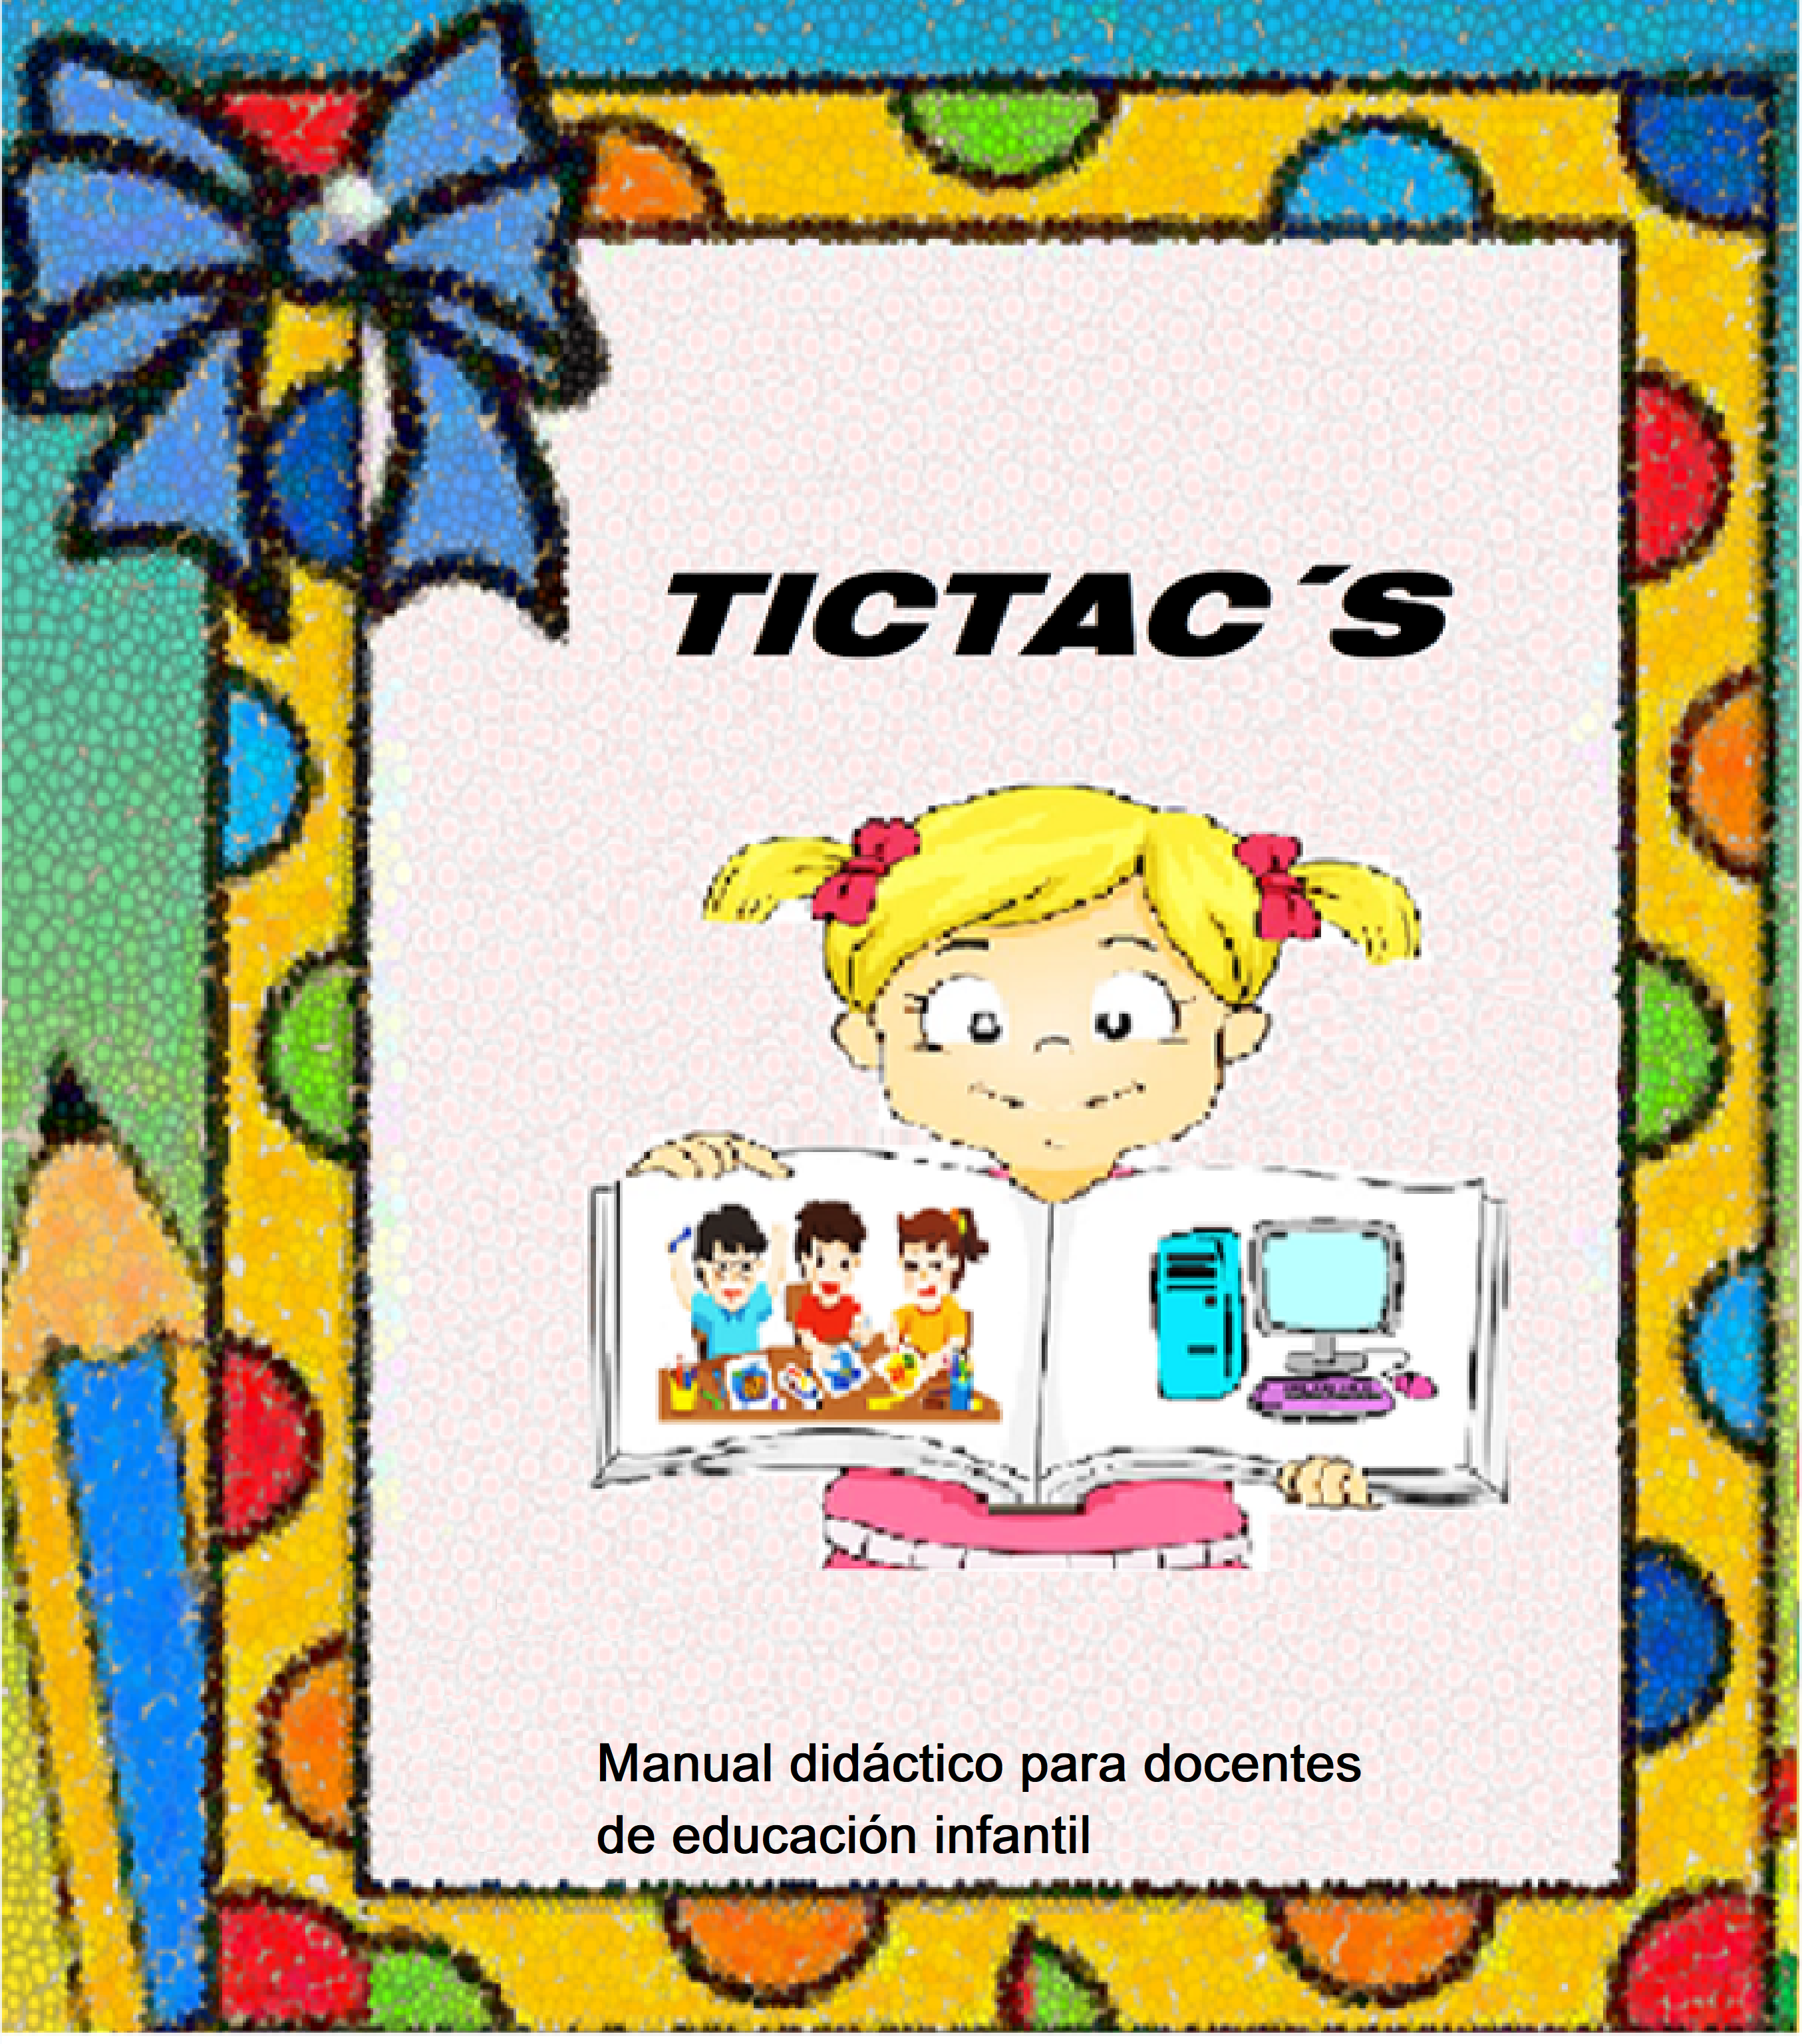 TICTAC´S
Manual didáctico para docentes
de educación infantil